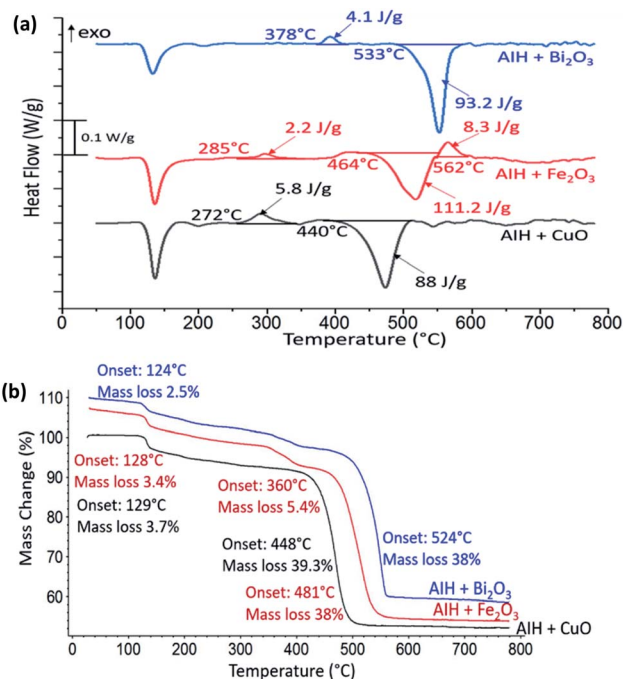 (a)
↑ exo
4.1 J/g
378°C
533°C
AlH + Bi₂O₃
93.2 J/g
0.1 W/g
2.2 J/g
8.3 J/g
285°C
464°C
562°C
AlH + Fe₂O₃
5.8 J/g
111.2 J/g
272°C
440°C
AlH + CuO
88 J/g
Heat Flow (W/g)
0 100 200 300 400 500 600 700 800
Temperature (°C)
(b)
Onset: 124°C
Mass loss 2.5%
110
100
90
80
70
60
Mass Change (%)
Onset: 128°C
Mass loss 3.4%
Onset: 129°C
Mass loss 3.7%
Onset: 360°C
Mass loss 5.4%
Onset: 448°C
Mass loss 39.3%
Onset: 481°C
Mass loss 38%
Onset: 524°C
Mass loss 38%
AlH + Bi₂O₃
AlH + Fe₂O₃
AlH + CuO
0 100 200 300 400 500 600 700 800
Temperature (°C)